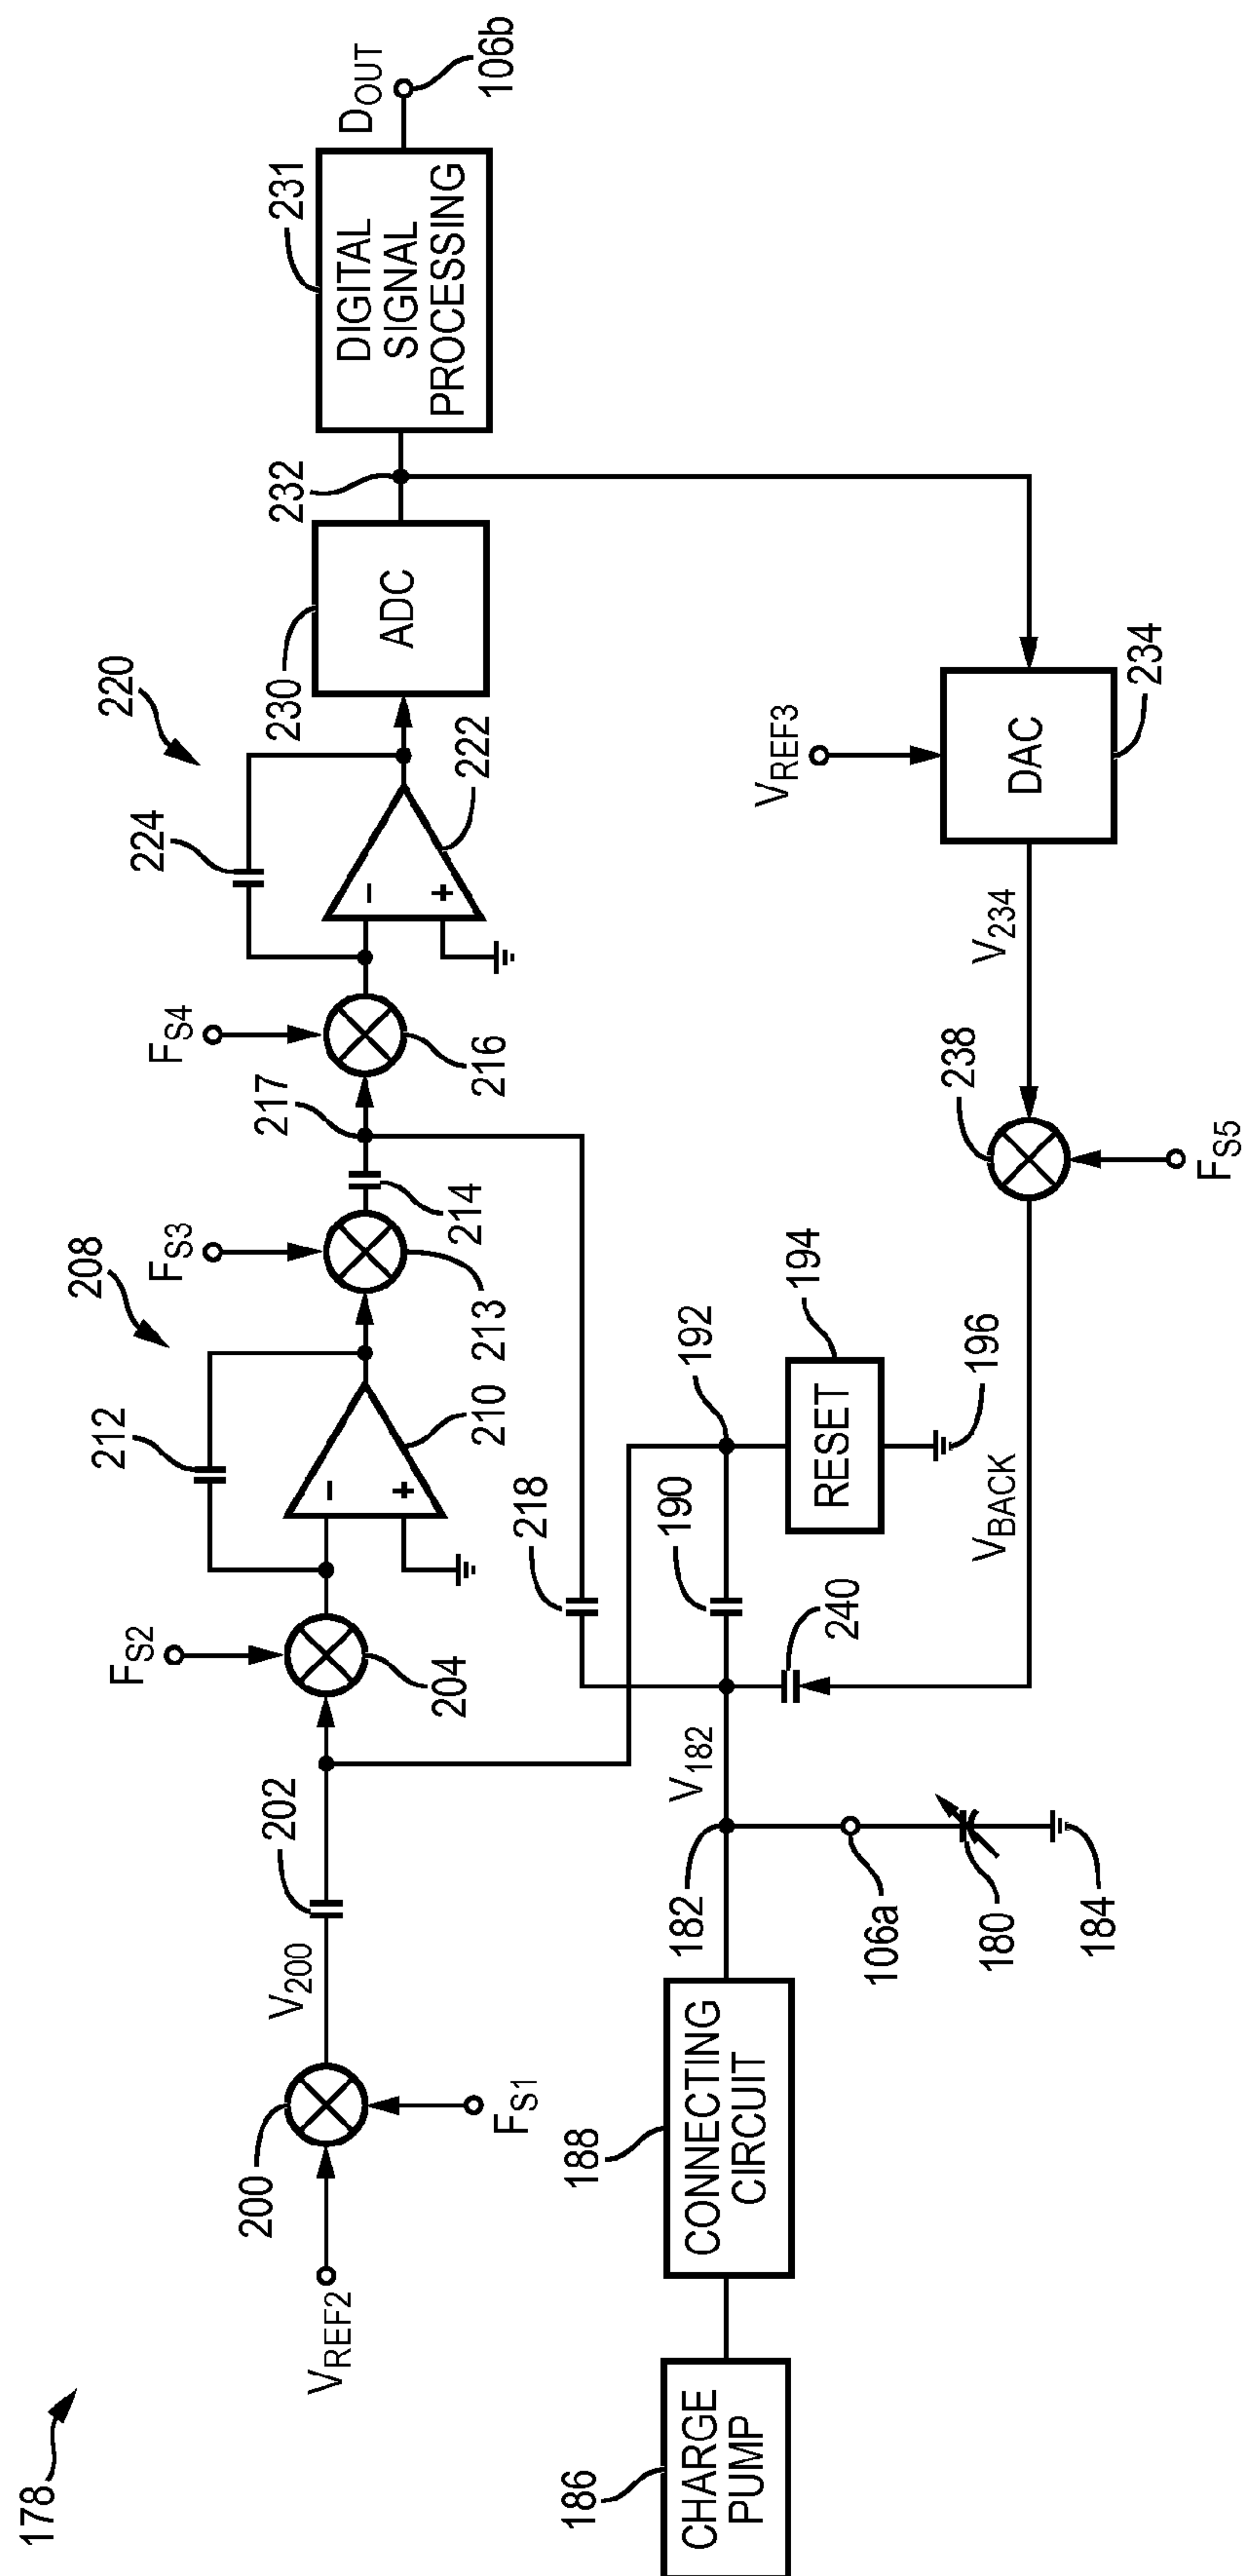 178
V_REF2
200
F_S1
V_200
202
F_S2
204
212
208
210
− +
F_S3
213
214
217
F_S4
216
224
220
222
− +
230
ADC
232
231
DIGITAL
SIGNAL
PROCESSING
D_OUT
106b
186
CHARGE
PUMP
188
CONNECTING
CIRCUIT
182
V_182
106a
180
184
218
190
192
194
RESET
196
240
V_BACK
238
F_S5
V_234
V_REF3
DAC
234